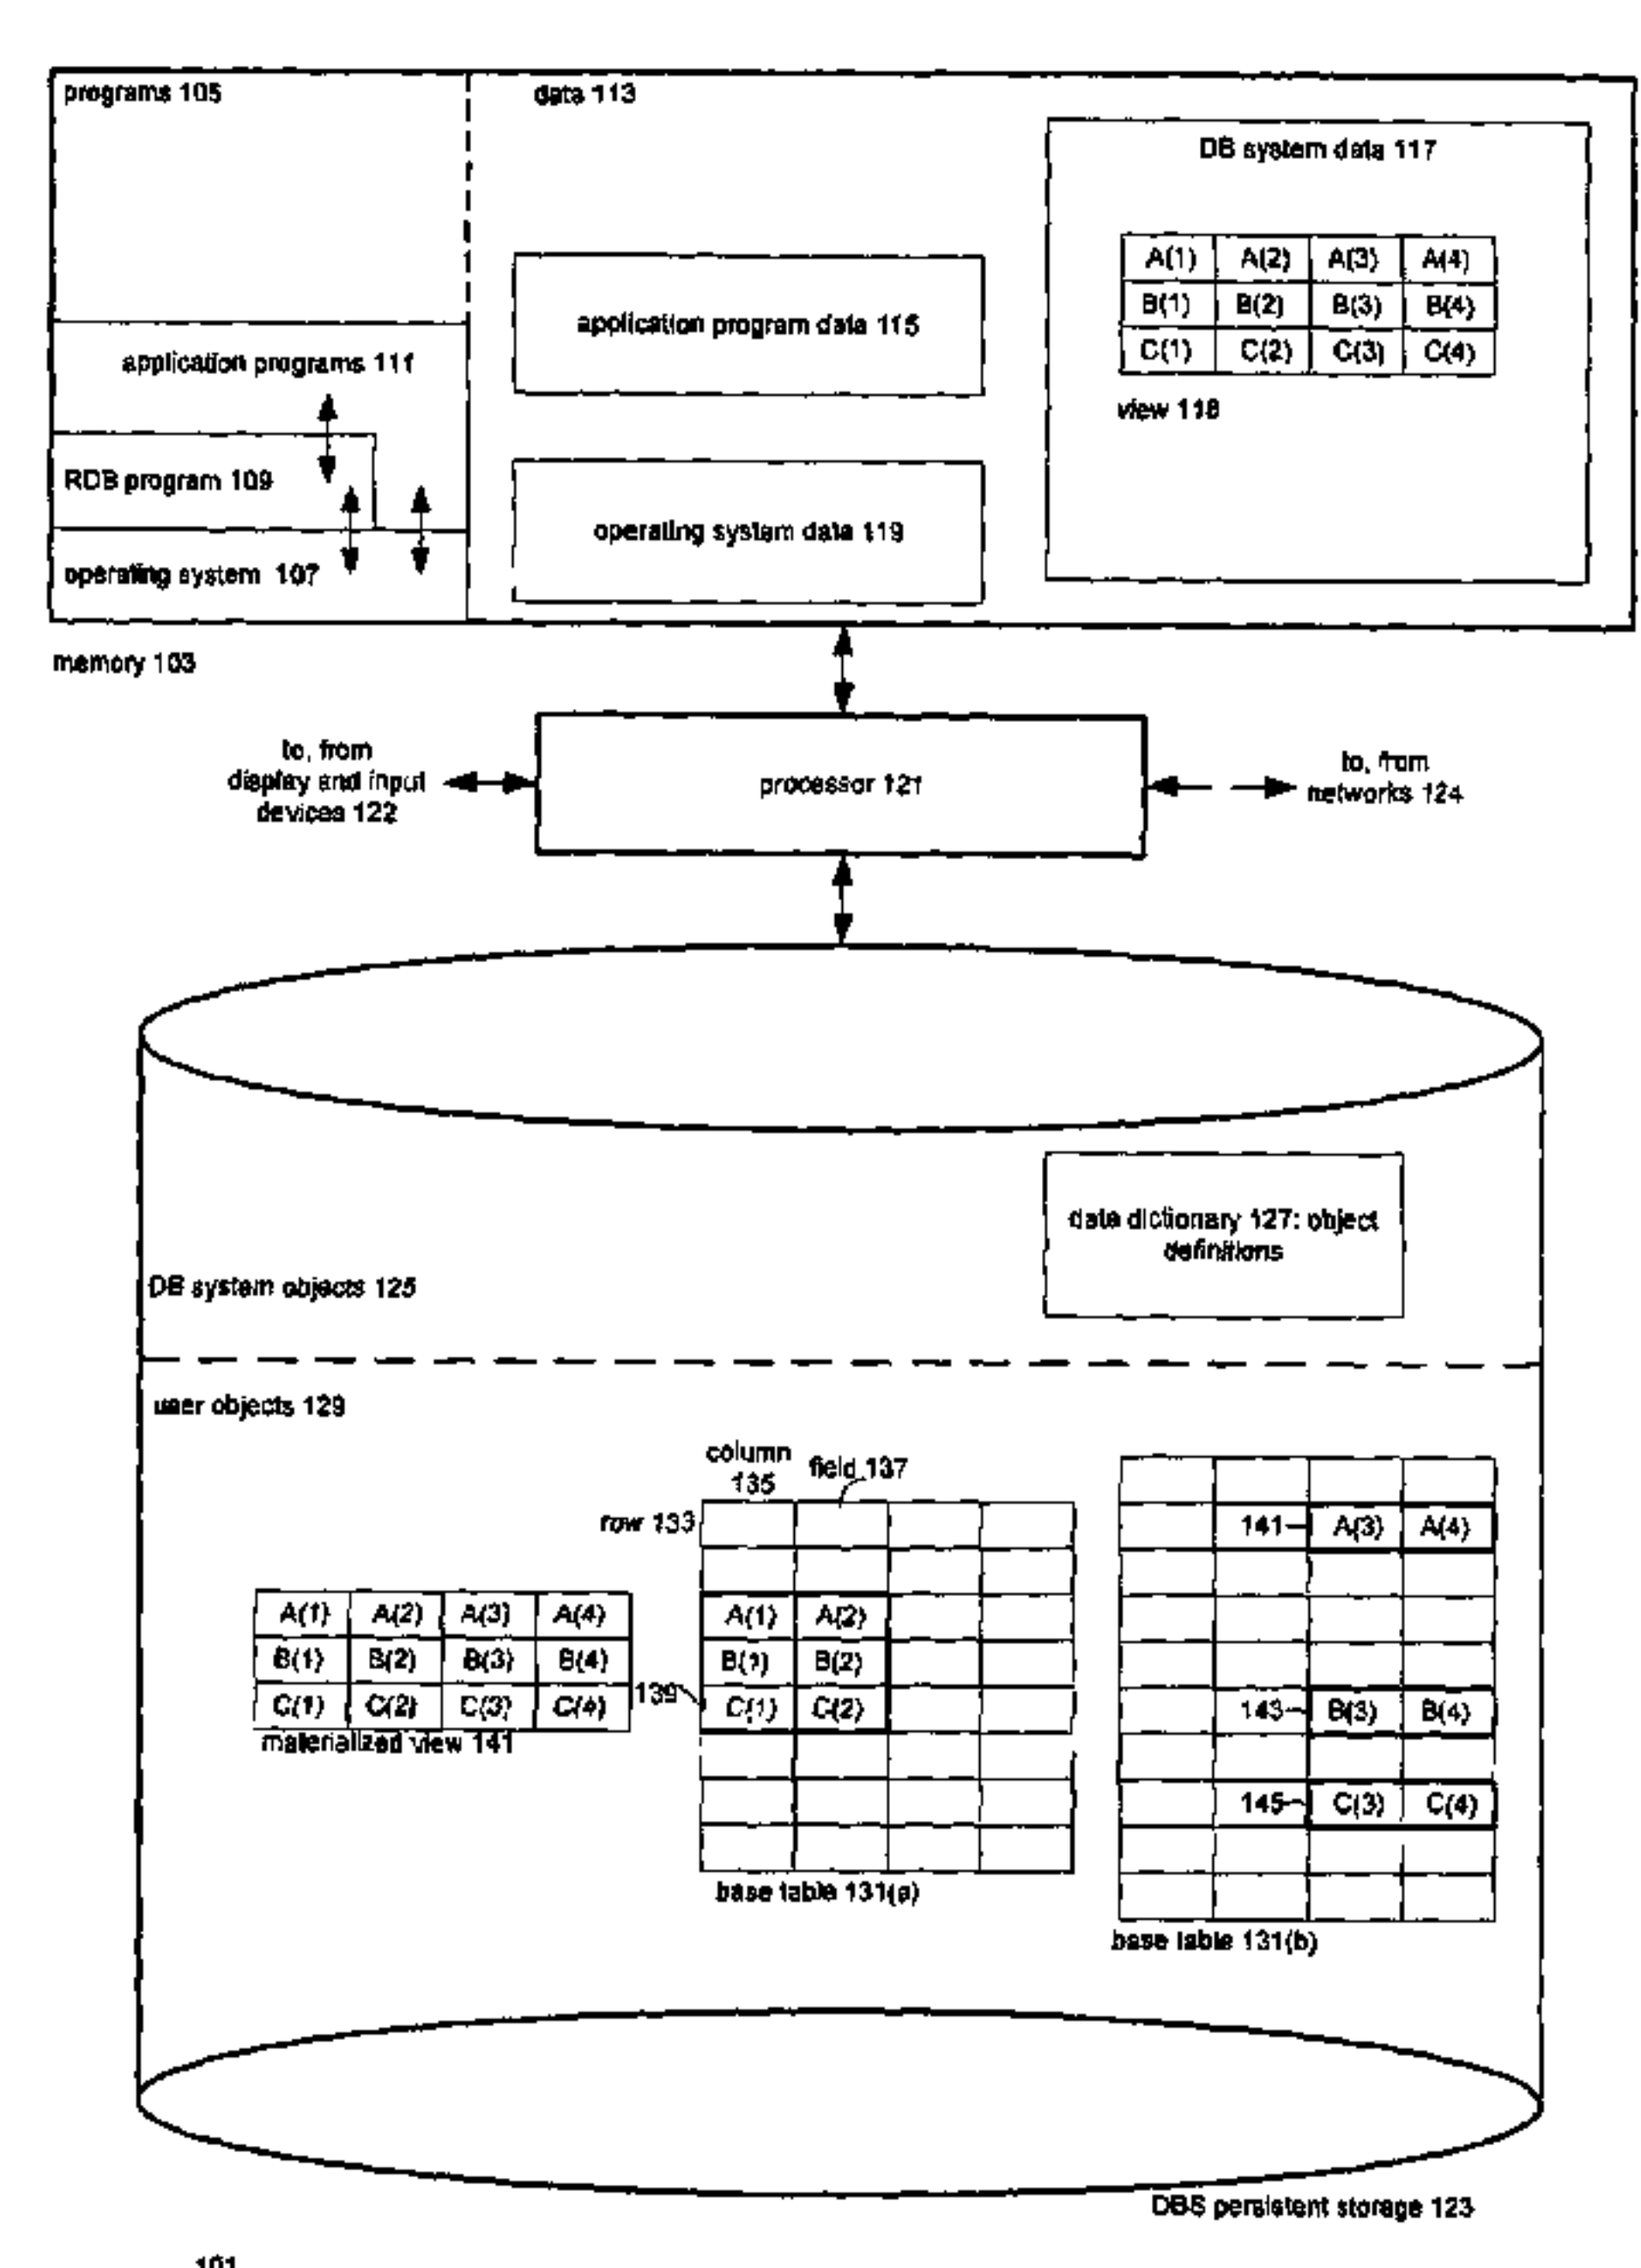 programs 105
data 113
DB system data 117
A(1) A(2) A(3) A(4)
B(1) B(2) B(3) B(4)
C(1) C(2) C(3) C(4)
view 118
application program data 115
application programs 111
RDB program 109
operating system data 119
operating system 107
memory 103
to, from
display and input
devices 122
processor 121
to, from
networks 124
data dictionary 127: object
definitions
DB system objects 125
user objects 129
column
135
field 137
row 133
A(1) A(2) A(3) A(4)
B(1) B(2) B(3) B(4)
C(1) C(2) C(3) C(4)
materialized view 141
139
A(1) A(2)
B(1) B(2)
C(1) C(2)
base table 131(a)
141 A(3) A(4)
143 B(3) B(4)
145 C(3) C(4)
base table 131(b)
DBS persistent storage 123
101